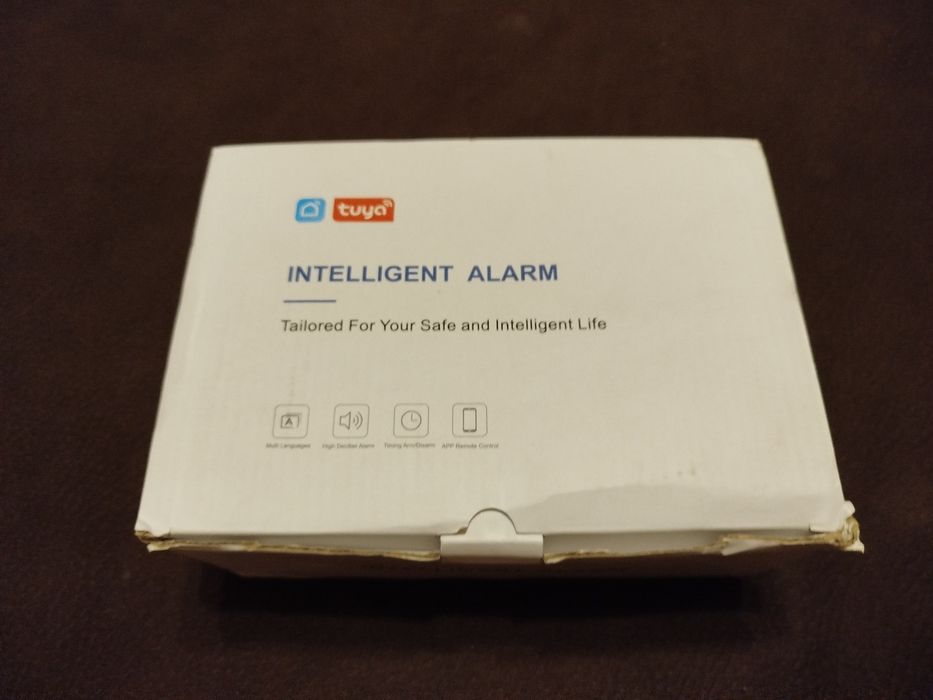 tuya
INTELLIGENT ALARM
Tailored For Your Safe and Intelligent Life
A
Multi Languages High Decibel Alarm Timing Arm/Disarm APP Remote Control